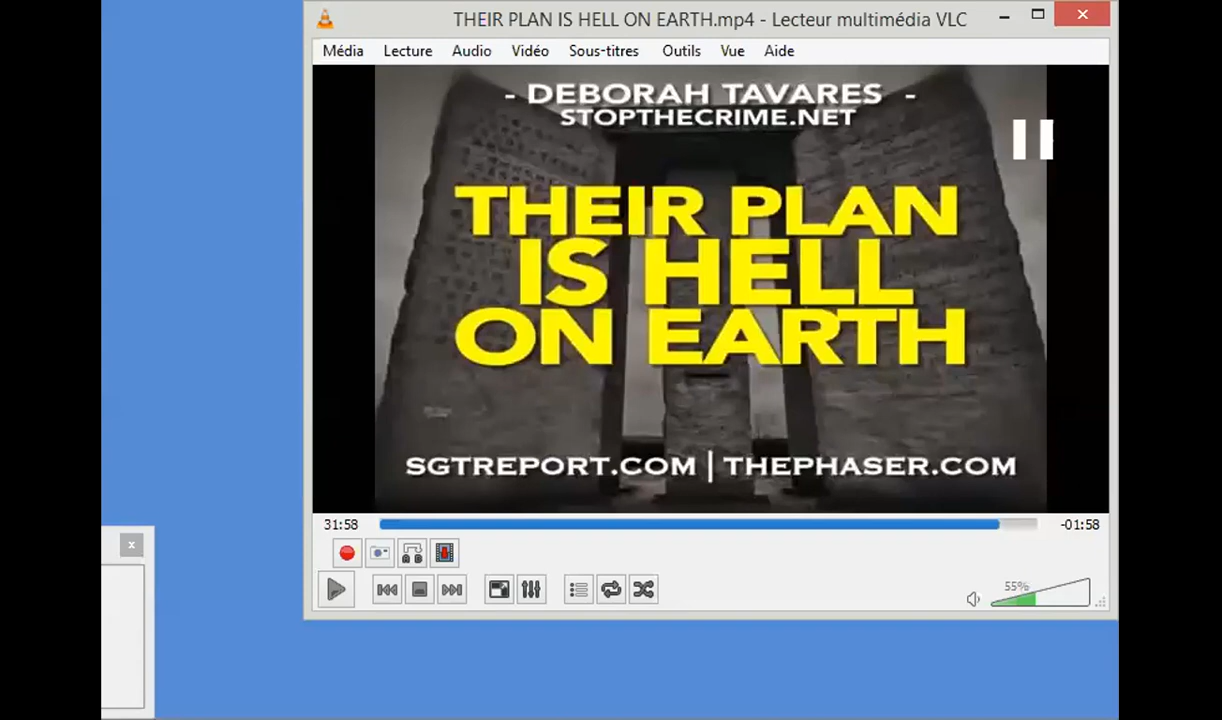 THEIR PLAN IS HELL ON EARTH.mp4 - Lecteur multimédia VLC
Média Lecture Audio Vidéo Sous-titres Outils Vue Aide
- DEBORAH TAVARES -
STOPTHECRIME.NET
THEIR PLAN
IS HELL
ON EARTH
SGTREPORT.COM | THEPHASER.COM
31:58 -01:58
55%